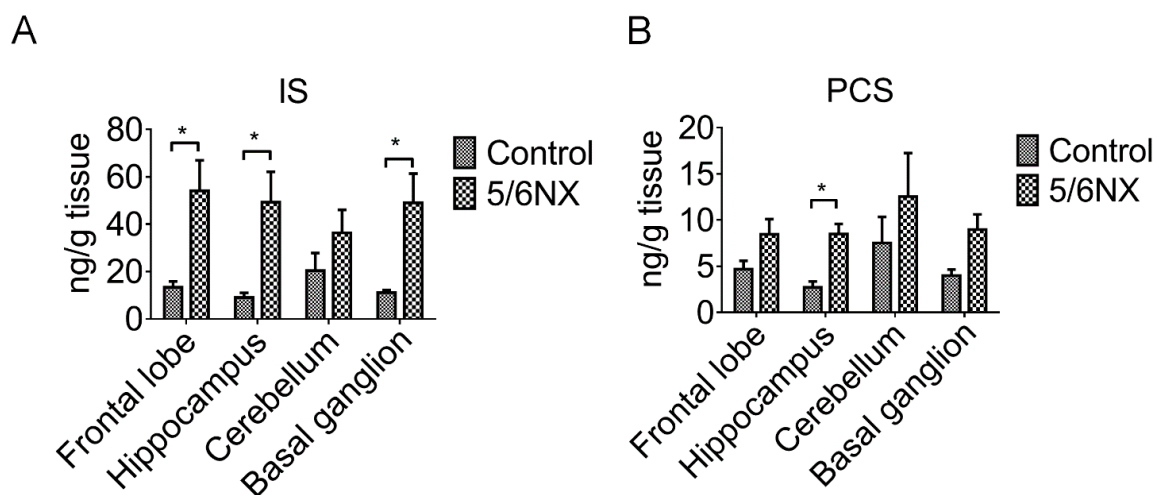 A
IS
ng/g tissue
80
60
40
20
0
*
*
*
Control
5/6NX
Frontal lobe
Hippocampus
Cerebellum
Basal ganglion
B
PCS
ng/g tissue
20
15
10
5
0
*
Control
5/6NX
Frontal lobe
Hippocampus
Cerebellum
Basal ganglion